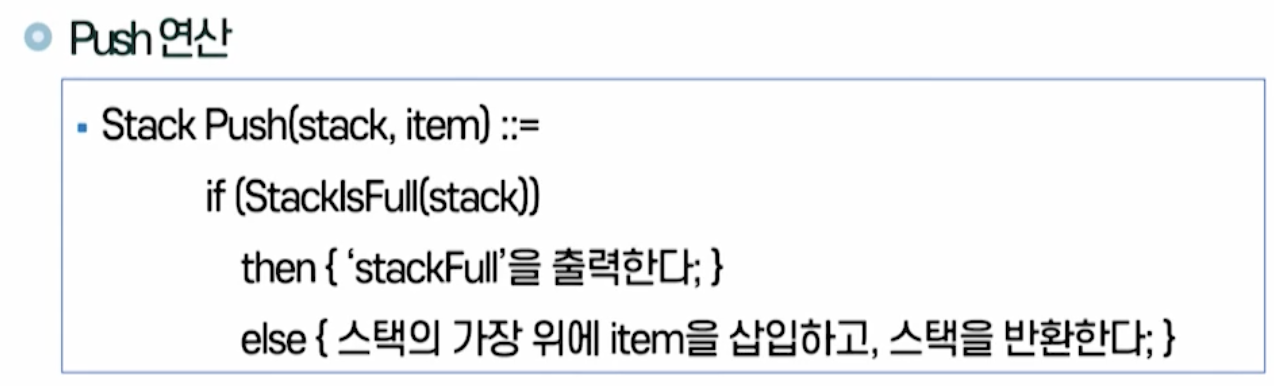 Push 연산
Stack Push(stack, item) ::=
if (StackIsFull(stack))
then { ‘stackFull’을 출력한다; }
else { 스택의 가장 위에 item을 삽입하고, 스택을 반환한다; }